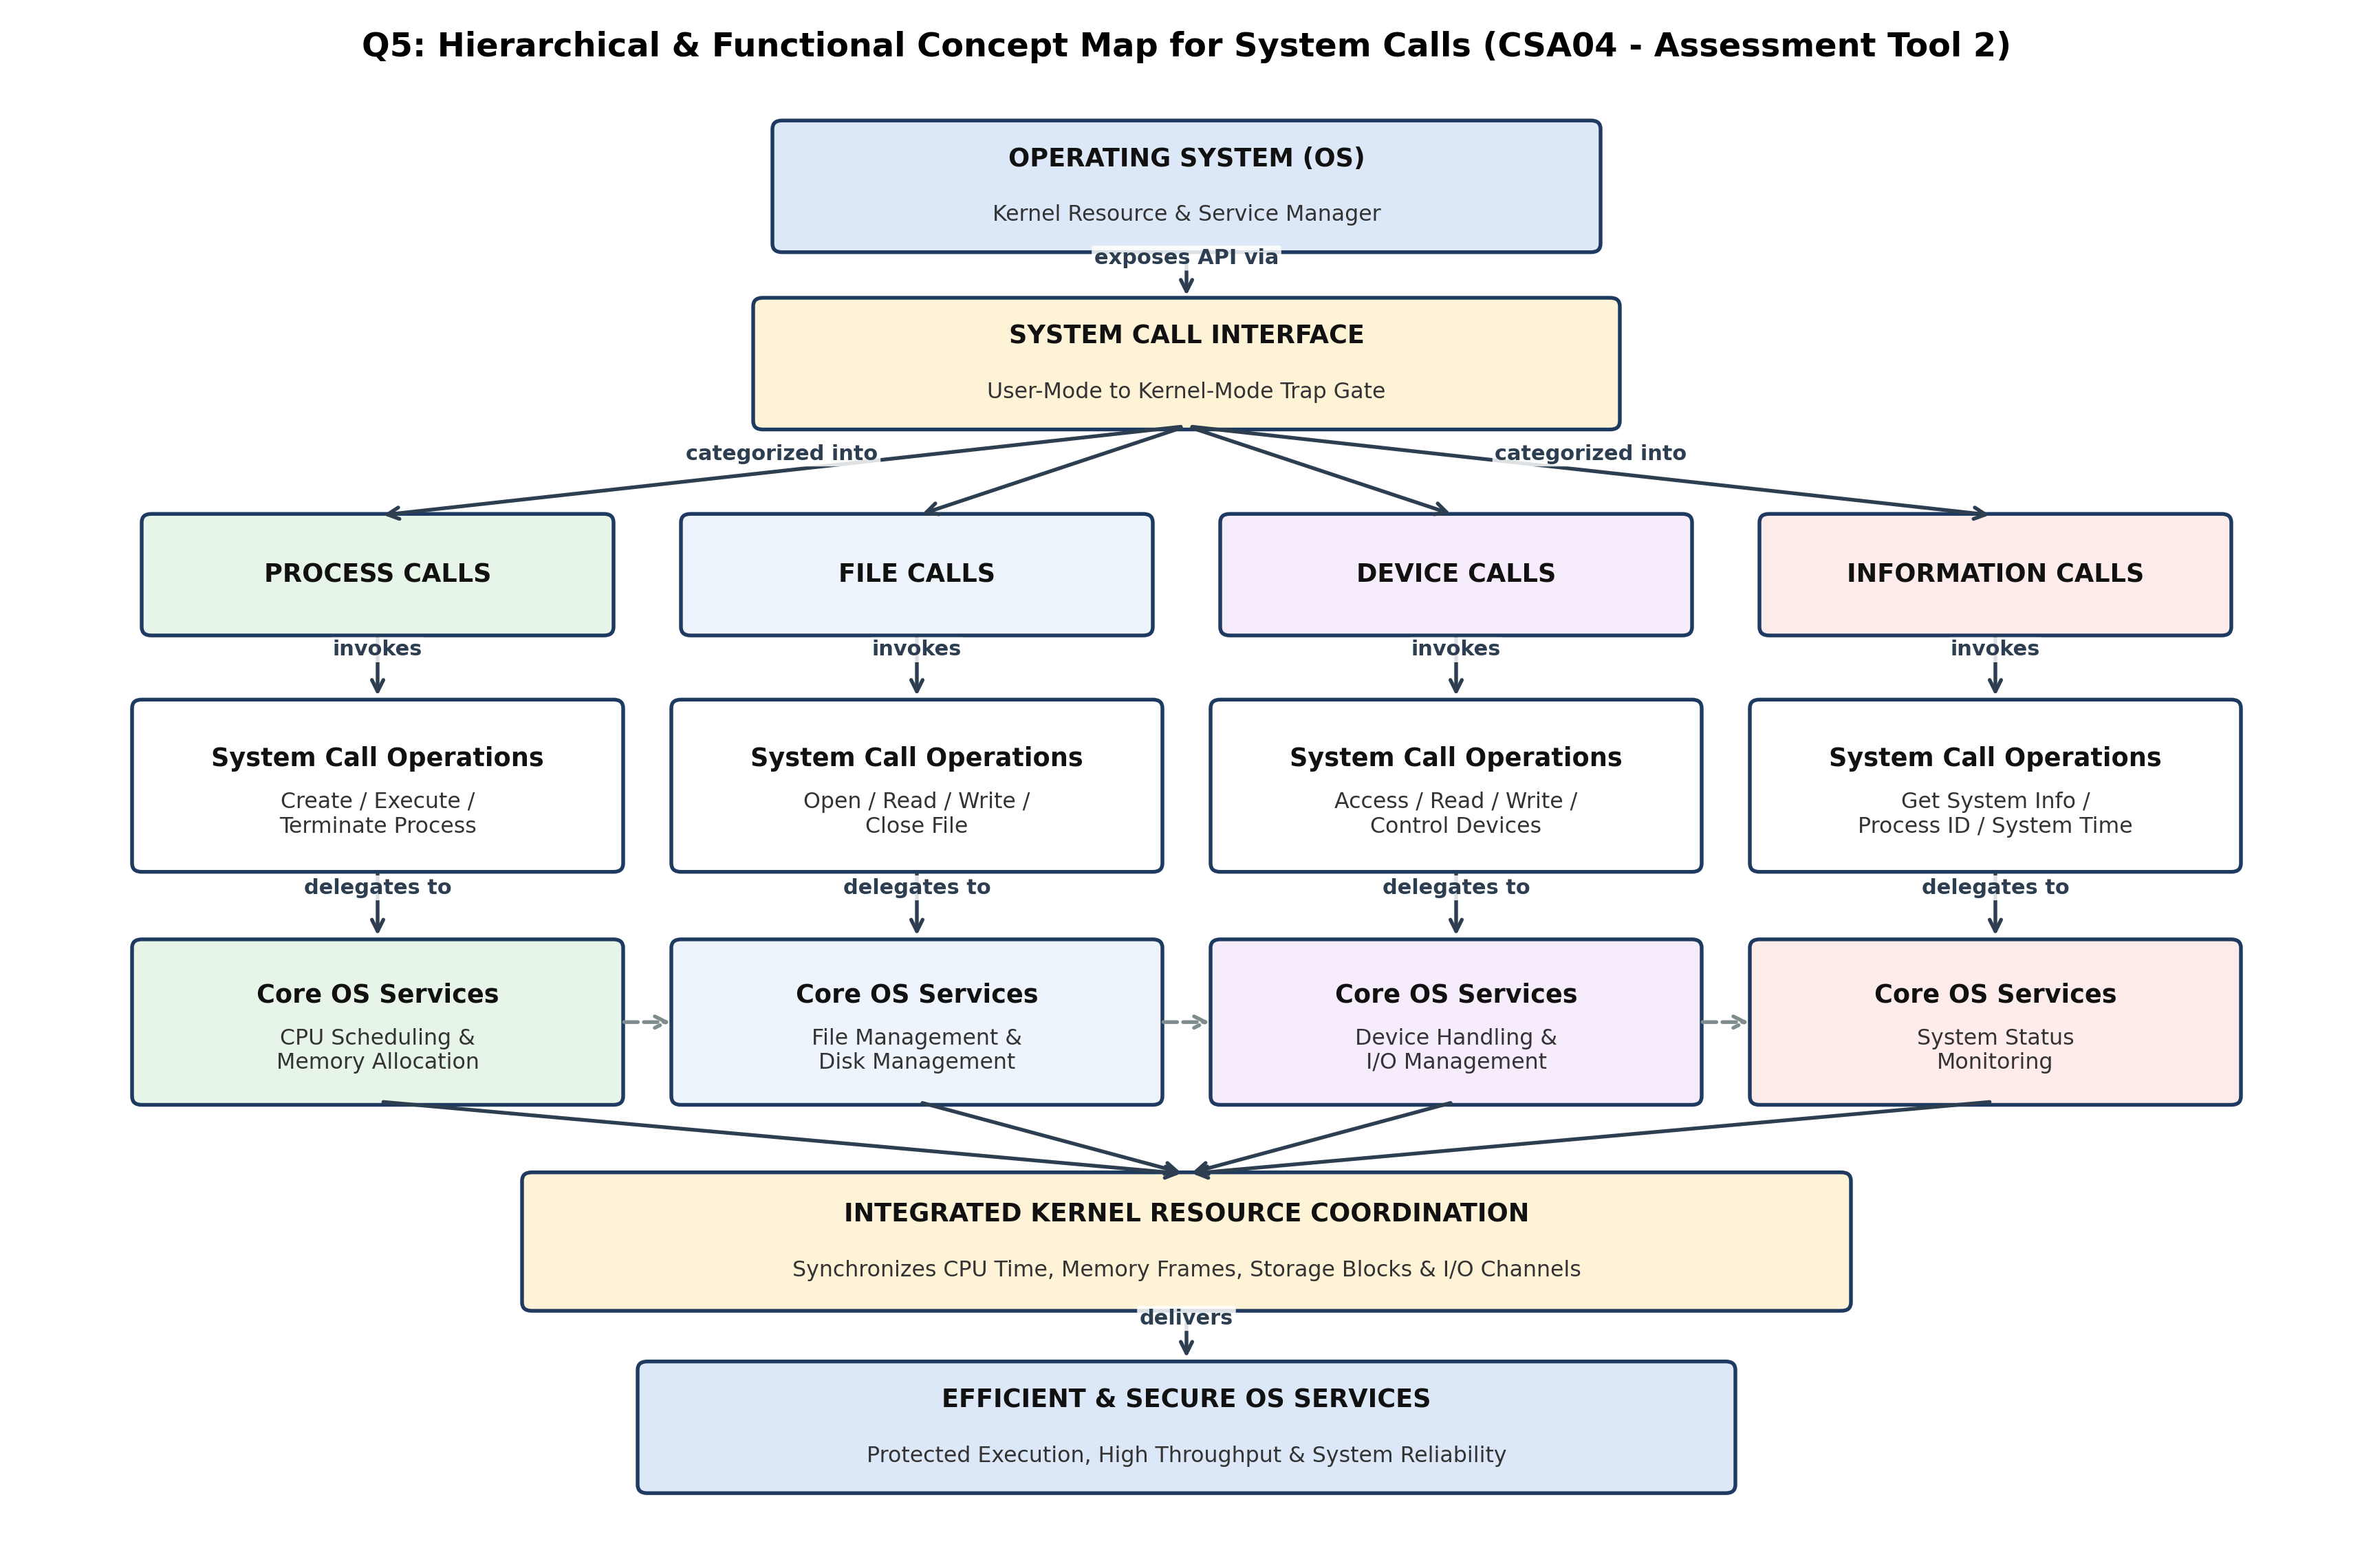 Q5: Hierarchical & Functional Concept Map for System Calls (CSA04 - Assessment Tool 2)
OPERATING SYSTEM (OS)
Kernel Resource & Service Manager
exposes API via
SYSTEM CALL INTERFACE
User-Mode to Kernel-Mode Trap Gate
categorized into
categorized into
PROCESS CALLS
FILE CALLS
DEVICE CALLS
INFORMATION CALLS
invokes
invokes
invokes
invokes
System Call Operations
Create / Execute /
Terminate Process
System Call Operations
Open / Read / Write /
Close File
System Call Operations
Access / Read / Write /
Control Devices
System Call Operations
Get System Info /
Process ID / System Time
delegates to
delegates to
delegates to
delegates to
Core OS Services
CPU Scheduling &
Memory Allocation
Core OS Services
File Management &
Disk Management
Core OS Services
Device Handling &
I/O Management
Core OS Services
System Status
Monitoring
INTEGRATED KERNEL RESOURCE COORDINATION
Synchronizes CPU Time, Memory Frames, Storage Blocks & I/O Channels
delivers
EFFICIENT & SECURE OS SERVICES
Protected Execution, High Throughput & System Reliability